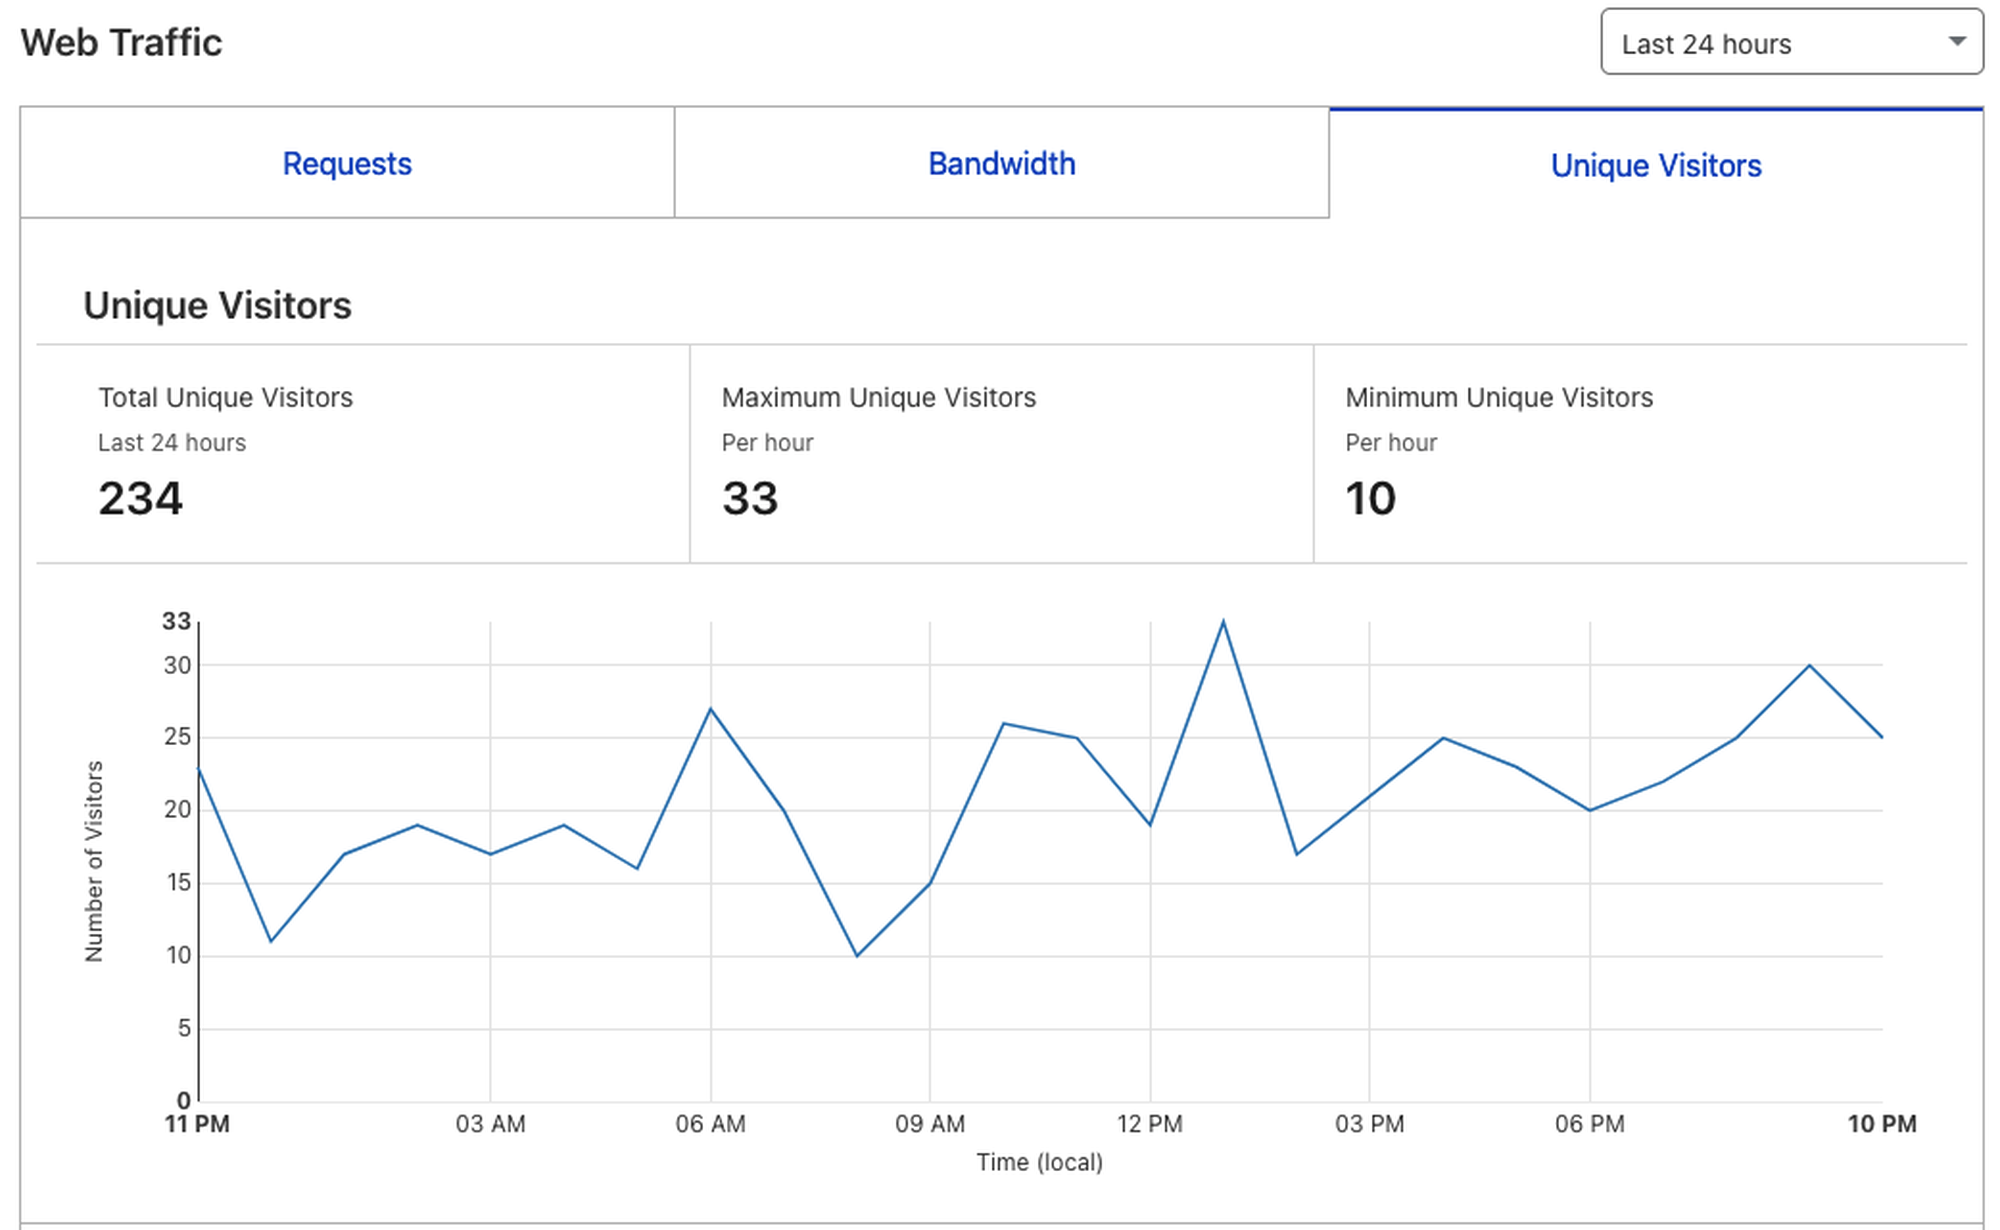 Web Traffic
Last 24 hours
Requests
Bandwidth
Unique Visitors
Unique Visitors
Total Unique Visitors
Last 24 hours
234
Maximum Unique Visitors
Per hour
33
Minimum Unique Visitors
Per hour
10
33
30
25
20
15
10
5
0
Number of Visitors
11 PM 03 AM 06 AM 09 AM 12 PM 03 PM 06 PM 10 PM
Time (local)